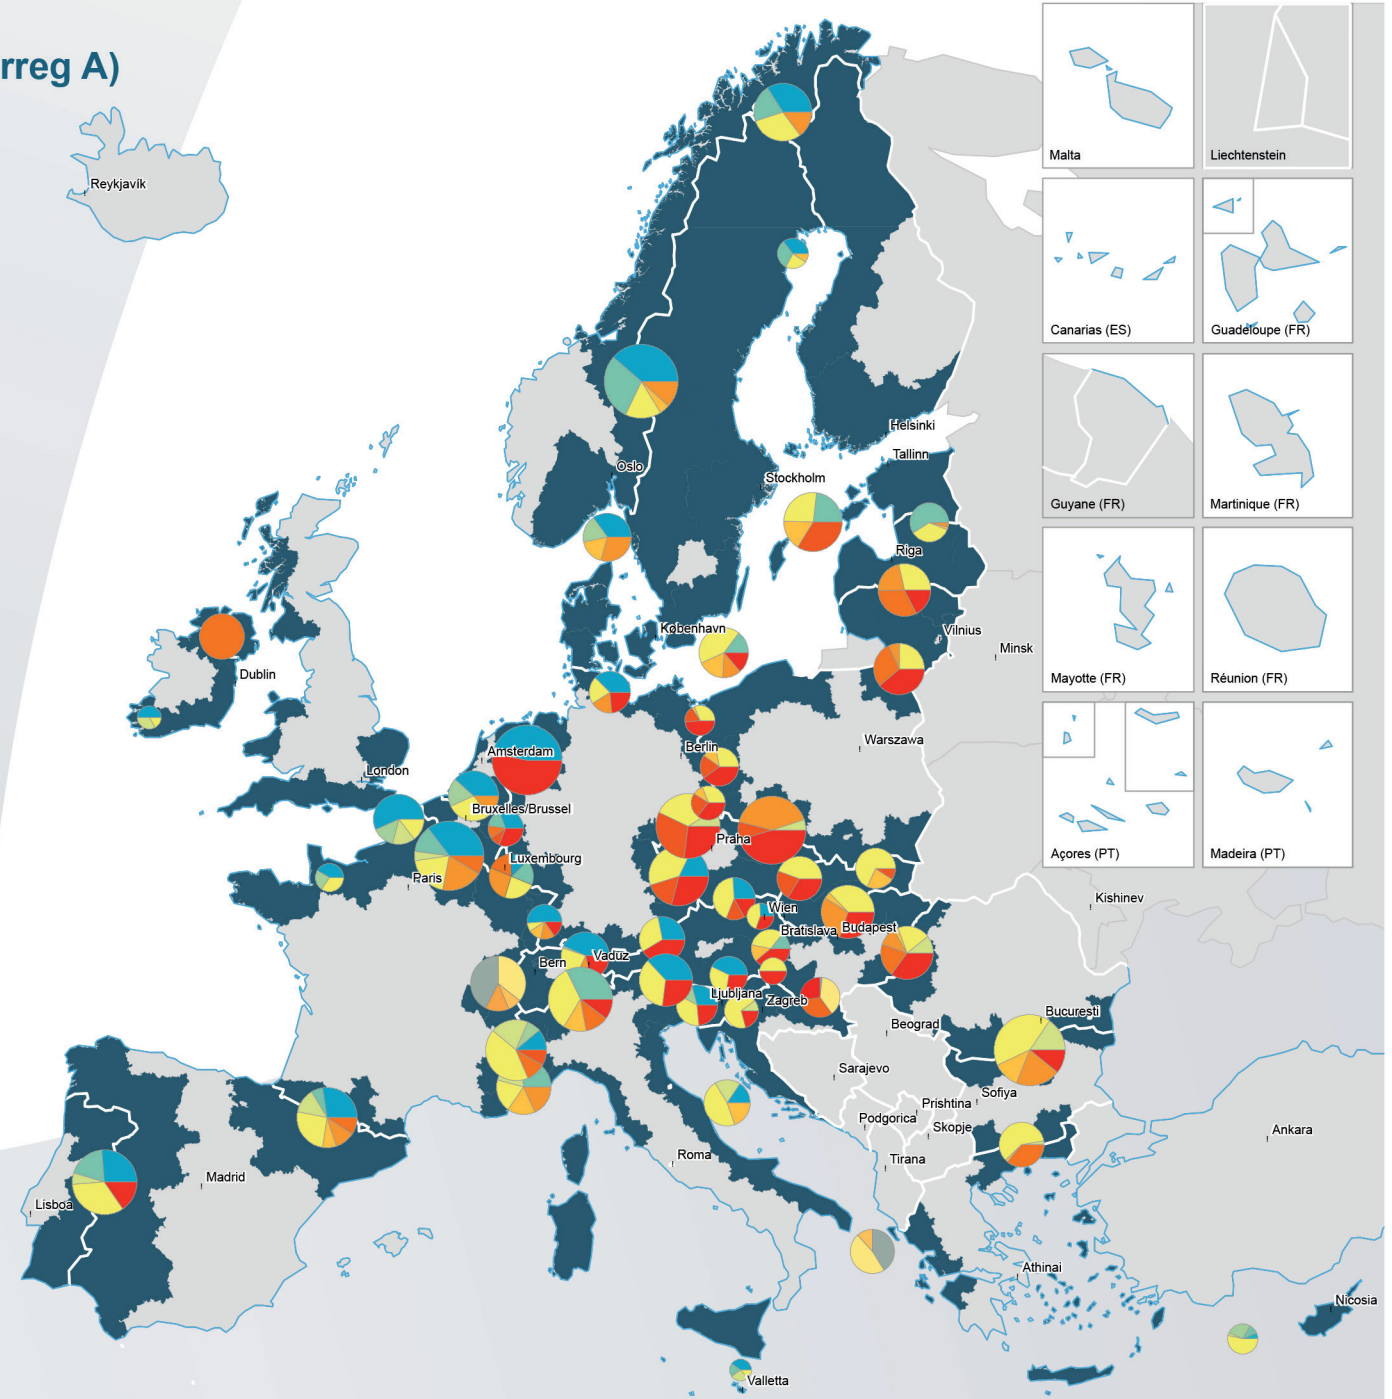 rreg A)
Malta
Liechtenstein
Reykjavík
Canarias (ES)
Guadeloupe (FR)
Helsinki
Tallinn
Oslo
Stockholm
Guyane (FR)
Martinique (FR)
Riga
København
Vilnius
Minsk
Dublin
Mayotte (FR)
Réunion (FR)
Warszawa
Amsterdam
Berlin
London
Bruxelles/Brussel
Praha
Luxembourg
Açores (PT)
Madeira (PT)
Paris
Kishinev
Wien
Bratislava
Budapest
Bern
Vaduz
Ljubljana
Zagreb
Bucuresti
Beograd
Sarajevo
Sofiya
Prishtina
Podgorica
Skopje
Ankara
Roma
Tirana
Madrid
Lisboa
Athinai
Nicosia
Valletta